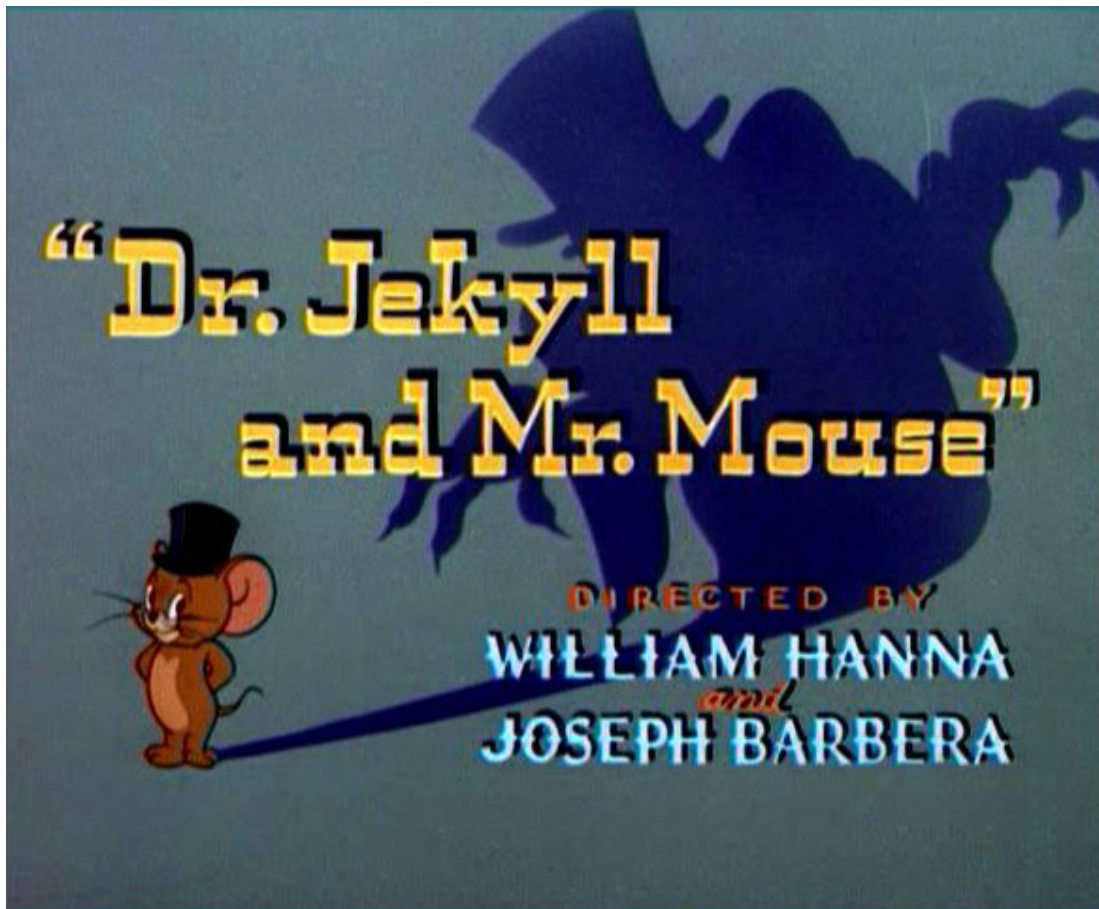 “Dr. Jekyll
and Mr. Mouse”
DIRECTED BY
WILLIAM HANNA
and
JOSEPH BARBERA